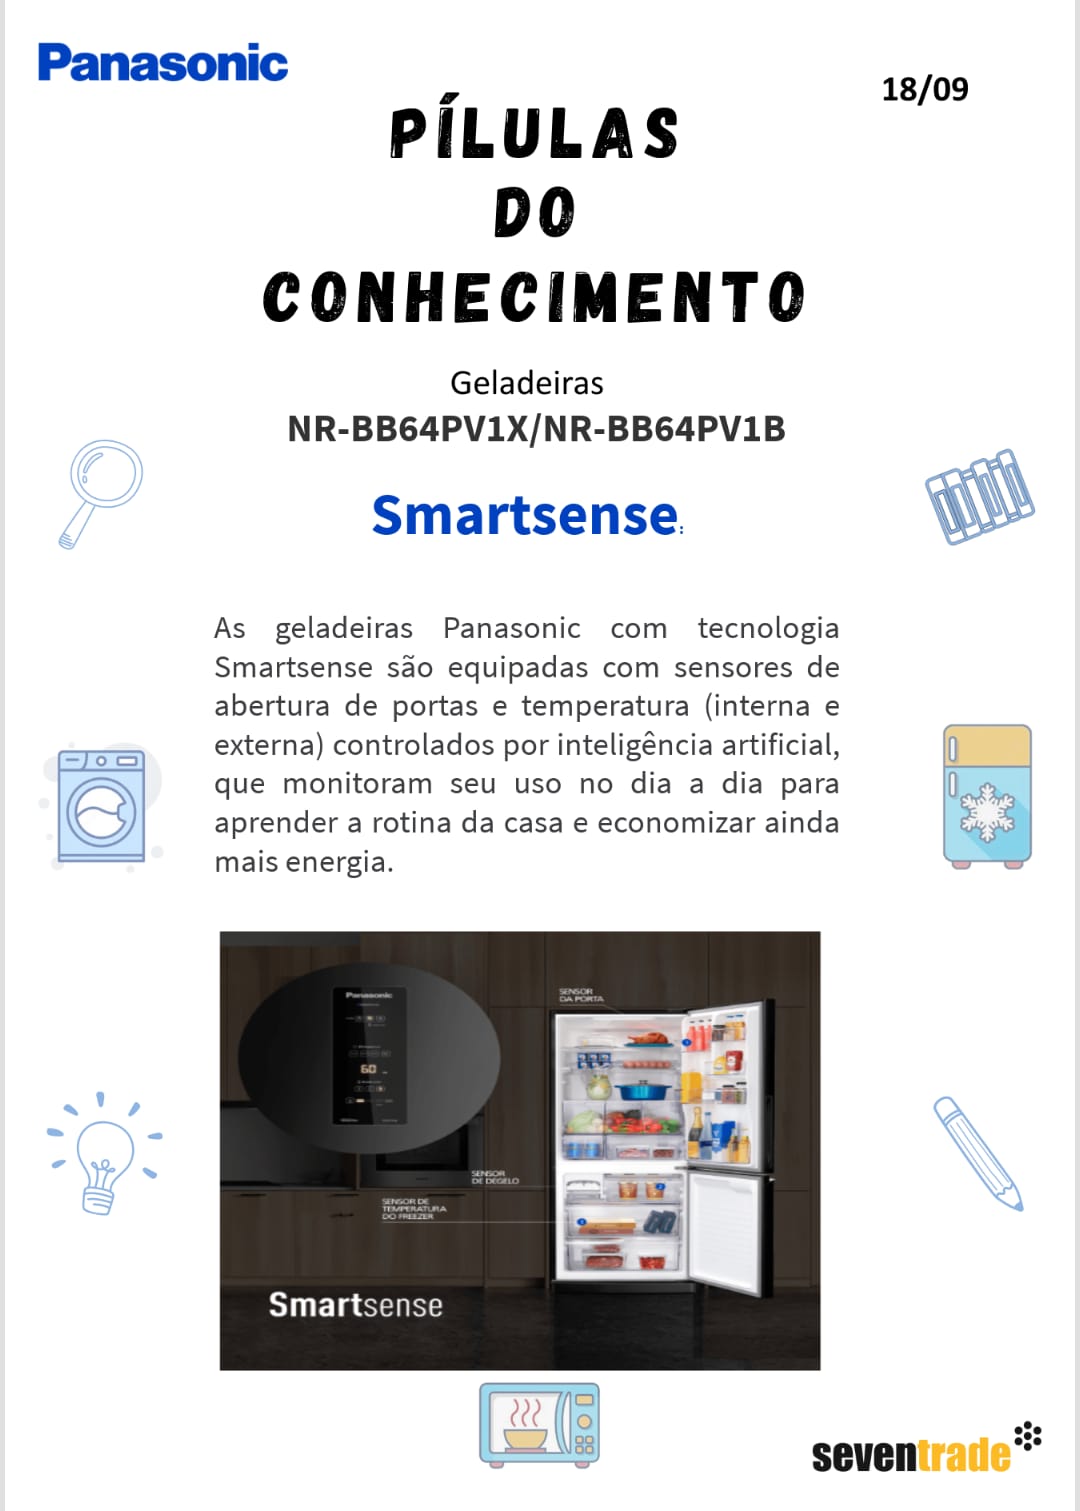 Panasonic
18/09
PÍLULAS
DO
CONHECIMENTO
Geladeiras
NR-BB64PV1X/NR-BB64PV1B
Smartsense:
As geladeiras Panasonic com tecnologia
Smartsense são equipadas com sensores de
abertura de portas e temperatura (interna e
externa) controlados por inteligência artificial,
que monitoram seu uso no dia a dia para
aprender a rotina da casa e economizar ainda
mais energia.
Panasonic
60
SENSOR
DA PORTA
SENSOR
DE DEGELO
SENSOR DE
TEMPERATURA
DO FREEZER
Smartsense
seventrade